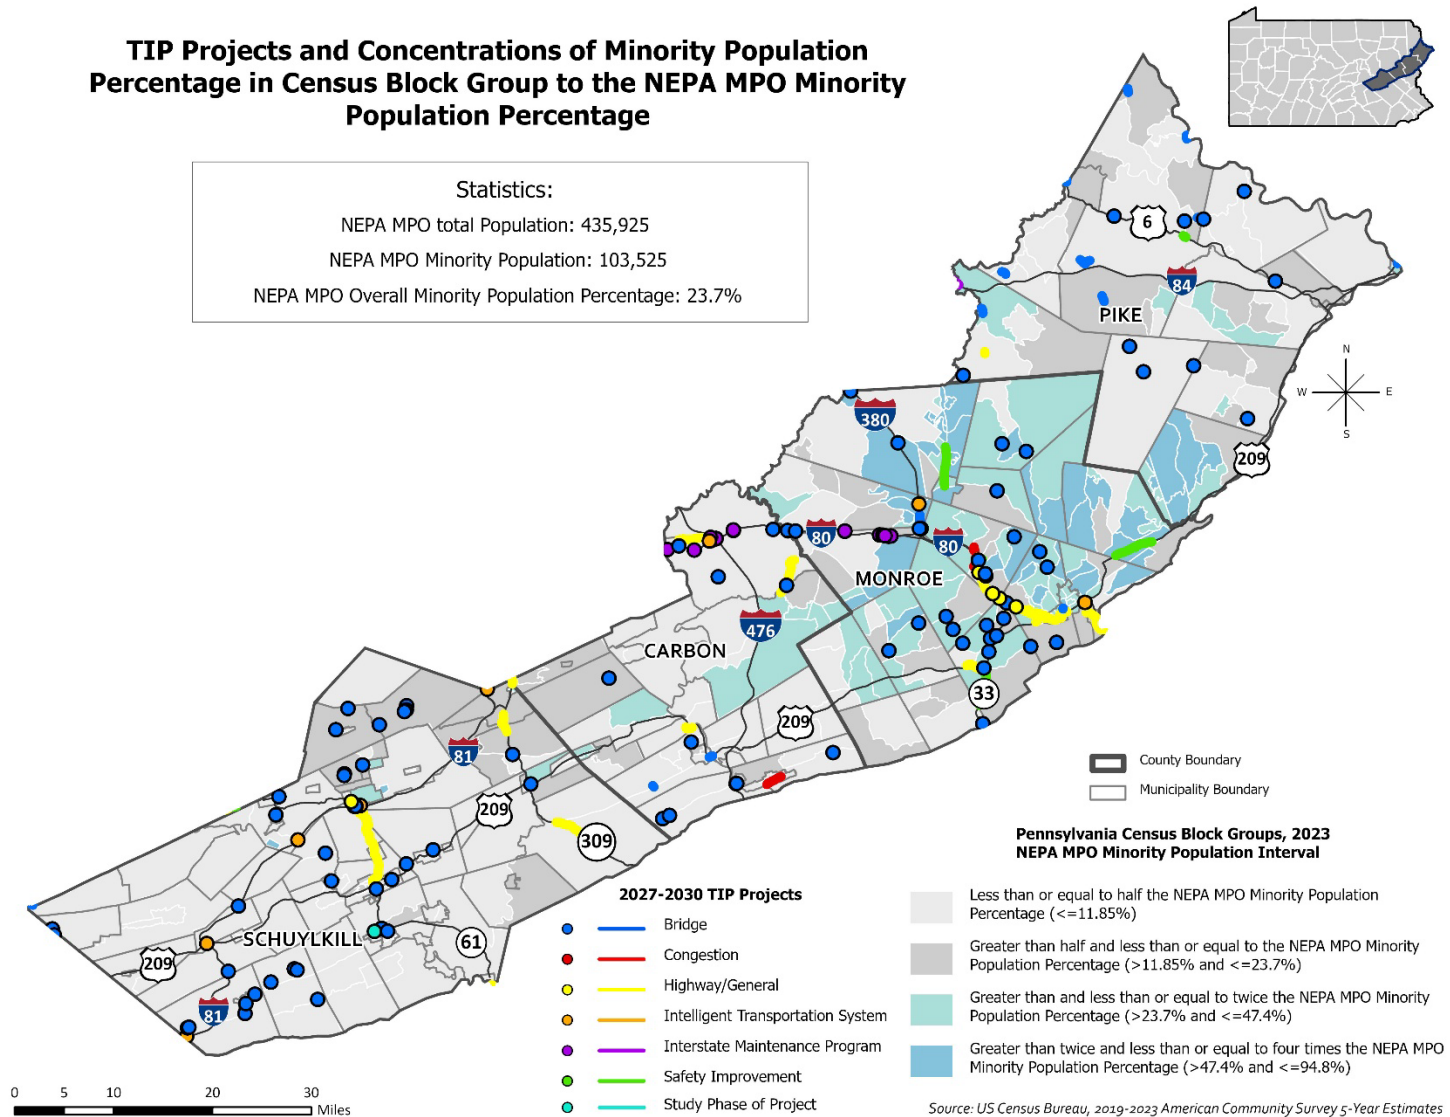 TIP Projects and Concentrations of Minority Population
Percentage in Census Block Group to the NEPA MPO Minority
Population Percentage
Statistics:
NEPA MPO total Population: 435,925
NEPA MPO Minority Population: 103,525
NEPA MPO Overall Minority Population Percentage: 23.7%
6
84
PIKE
N
W E
S
380
209
80
80
MONROE
476
CARBON
33
209
81
209
309
SCHUYLKILL
61
209
81
County Boundary
Municipality Boundary
Pennsylvania Census Block Groups, 2023
NEPA MPO Minority Population Interval
Less than or equal to half the NEPA MPO Minority Population
Percentage (<=11.85%)
Greater than half and less than or equal to the NEPA MPO Minority
Population Percentage (>11.85% and <=23.7%)
Greater than and less than or equal to twice the NEPA MPO Minority
Population Percentage (>23.7% and <=47.4%)
Greater than twice and less than or equal to four times the NEPA MPO
Minority Population Percentage (>47.4% and <=94.8%)
2027-2030 TIP Projects
Bridge
Congestion
Highway/General
Intelligent Transportation System
Interstate Maintenance Program
Safety Improvement
Study Phase of Project
0 5 10 20 30
Miles
Source: US Census Bureau, 2019-2023 American Community Survey 5-Year Estimates